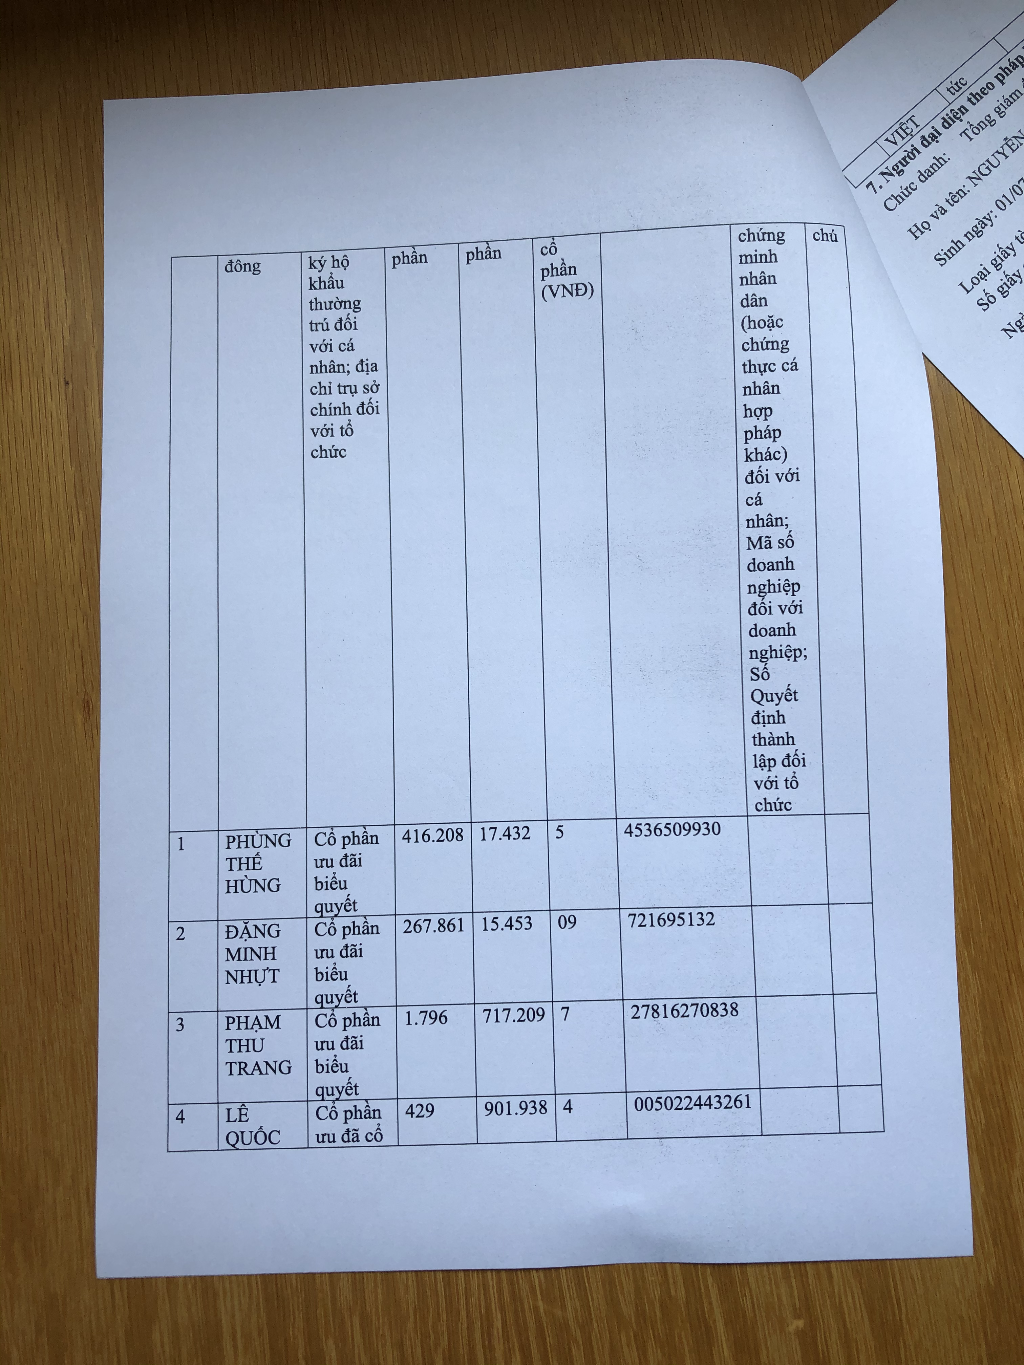 đông
ký hộ
khẩu
thường
trú đối
với cá
nhân; địa
chỉ trụ sở
chính đối
với tổ
chức
phần
phần
cổ
phần
(VNĐ)
chứng
minh
nhân
dân
(hoặc
chứng
thực cá
nhân
hợp
pháp
khác)
đối với
cá
nhân;
Mã số
doanh
nghiệp
đối với
doanh
nghiệp;
Số
Quyết
định
thành
lập đối
với tổ
chức
chú
1
PHÙNG
THẾ
HÙNG
Cổ phần
ưu đãi
biểu
quyết
416.208
17.432
5
4536509930
2
ĐẶNG
MINH
NHỰT
Cổ phần
ưu đãi
biểu
quyết
267.861
15.453
09
721695132
3
PHẠM
THU
TRANG
Cổ phần
ưu đãi
biểu
quyết
1.796
717.209
7
27816270838
4
LÊ
QUỐC
Cổ phần
ưu đã cổ
429
901.938
4
005022443261
VIỆT
tức
7. Người đại diện theo pháp
Chức danh: Tổng giám
Họ và tên: NGUYỄN
Sinh ngày: 01/07
Loại giấy tờ
Số giấy